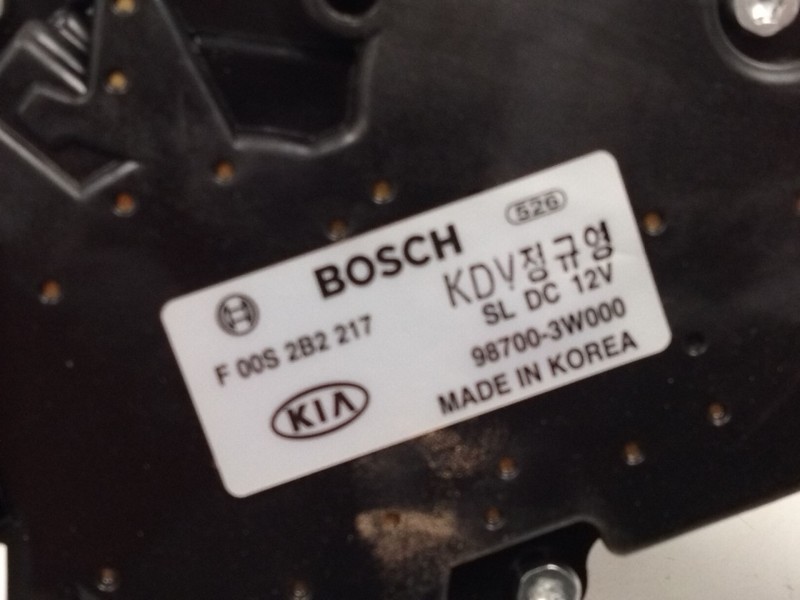 526
BOSCH
KDV정규영
SL DC 12V
F 00S 2B2 217
98700-3W000
KIA
MADE IN KOREA